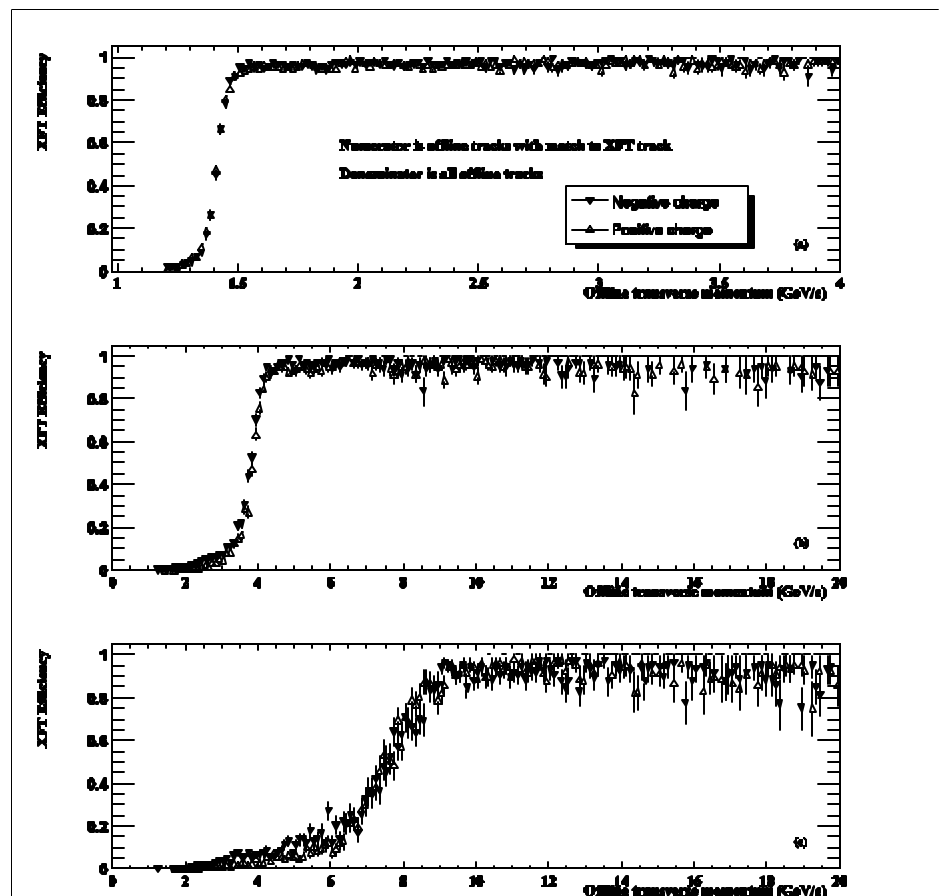 XFT Efficiency
1
0.8
0.6
0.4
0.2
0
Numerator is offline tracks with match to XFT track
Denominator is all offline tracks
Negative charge
Positive charge
(a)
1 1.5 2 2.5 3 3.5 4
Offline transverse momentum (GeV/c)
XFT Efficiency
1
0.8
0.6
0.4
0.2
0
(b)
0 2 4 6 8 10 12 14 16 18 20
Offline transverse momentum (GeV/c)
XFT Efficiency
1
0.8
0.6
0.4
0.2
0
(c)
0 2 4 6 8 10 12 14 16 18 20
Offline transverse momentum (GeV/c)